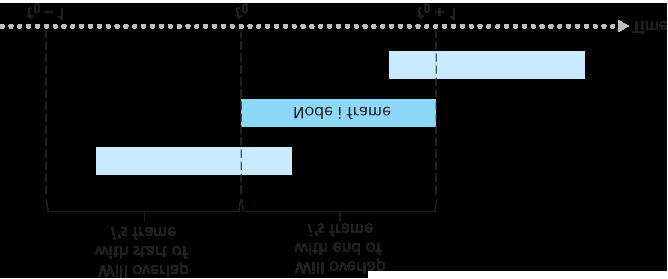 Will overlap
with start of
i's frame
Will overlap
with end of
i's frame
Node i frame
t₀ – 1
t₀
t₀ + 1
Time